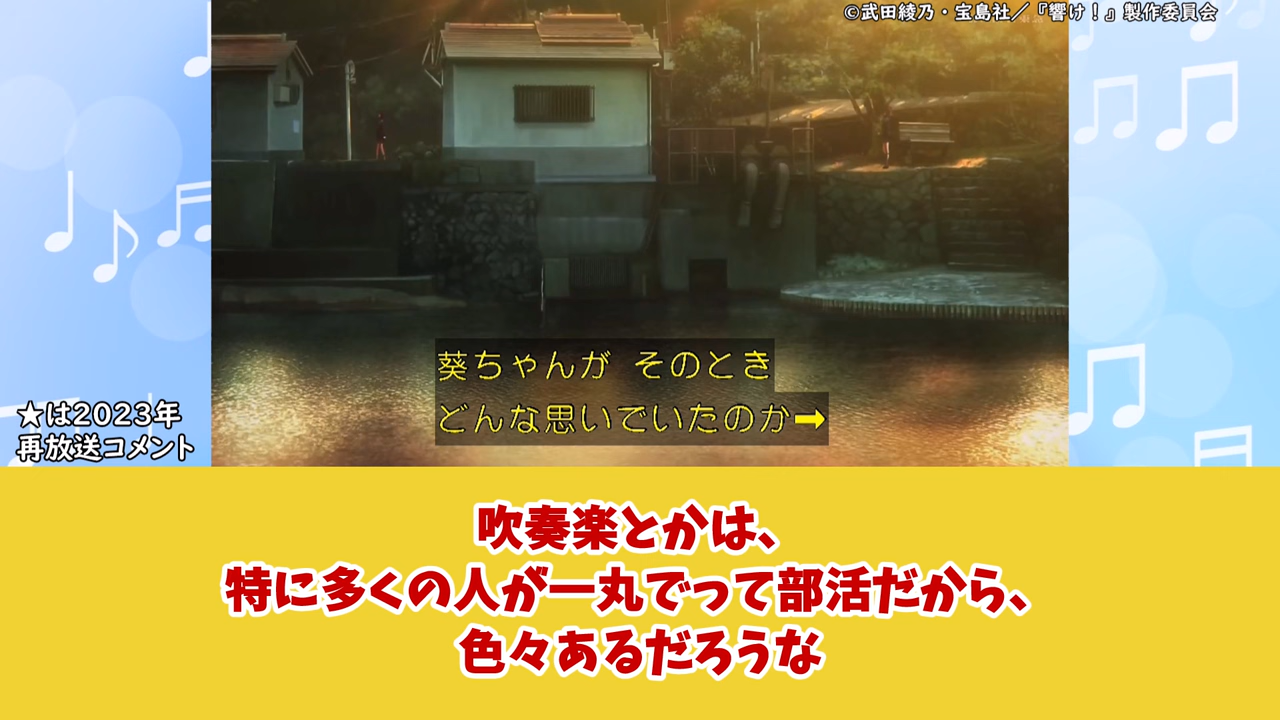 ©武田綾乃・宝島社／『響け！』製作委員会
葵ちゃんが そのとき
どんな思いでいたのか➡
★は2023年
再放送コメント
吹奏楽とかは、
特に多くの人が一丸でって部活だから、
色々あるだろうな